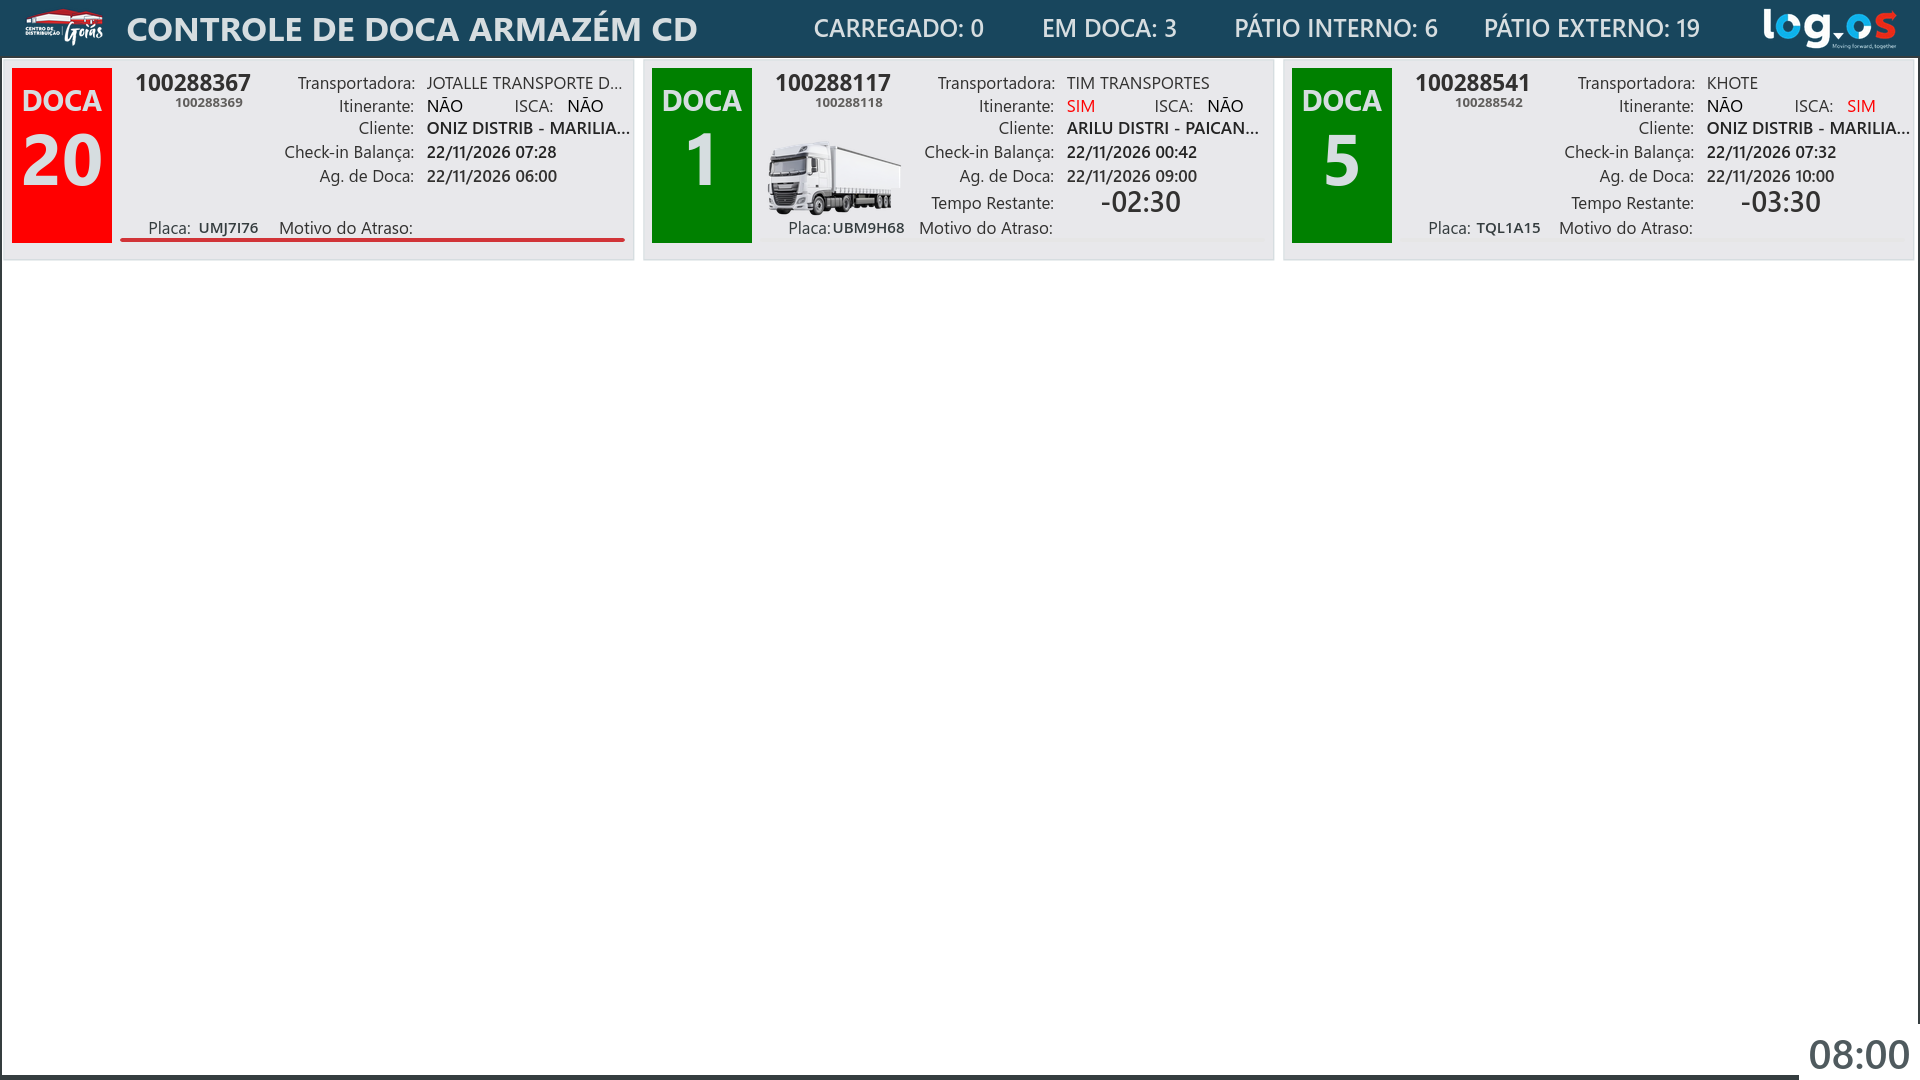 CENTRO DE DISTRIBUIÇÃO Goiás
CONTROLE DE DOCA ARMAZÉM CD
CARREGADO: 0
EM DOCA: 3
PÁTIO INTERNO: 6
PÁTIO EXTERNO: 19
log.os
Moving forward, together
DOCA
20
100288367
100288369
Transportadora: JOTALLE TRANSPORTE D...
Itinerante: NÃO ISCA: NÃO
Cliente: ONIZ DISTRIB - MARILIA...
Check-in Balança: 22/11/2026 07:28
Ag. de Doca: 22/11/2026 06:00
Placa: UMJ7I76 Motivo do Atraso:
DOCA
1
100288117
100288118
Transportadora: TIM TRANSPORTES
Itinerante: SIM ISCA: NÃO
Cliente: ARILU DISTRI - PAICAN...
Check-in Balança: 22/11/2026 00:42
Ag. de Doca: 22/11/2026 09:00
Tempo Restante: -02:30
Placa: UBM9H68 Motivo do Atraso:
DOCA
5
100288541
100288542
Transportadora: KHOTE
Itinerante: NÃO ISCA: SIM
Cliente: ONIZ DISTRIB - MARILIA...
Check-in Balança: 22/11/2026 07:32
Ag. de Doca: 22/11/2026 10:00
Tempo Restante: -03:30
Placa: TQL1A15 Motivo do Atraso:
08:00